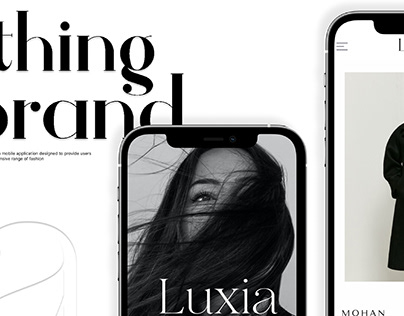 thing
brand
mobile application designed to provide users
nsive range of fashion
Luxia
L
MOHAN